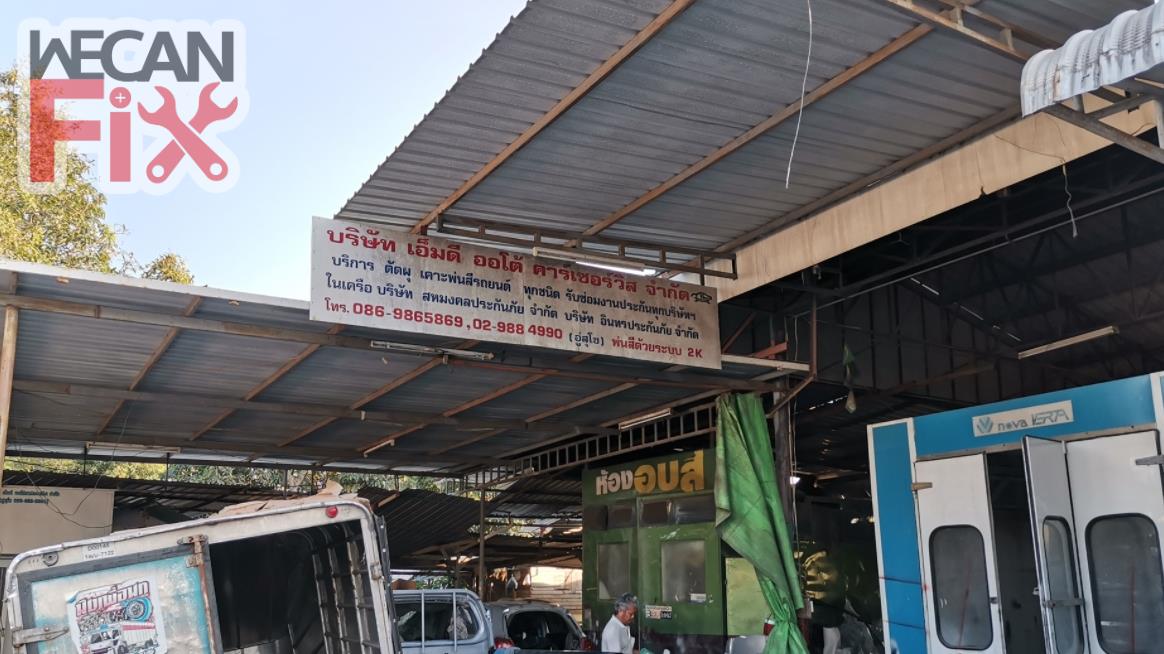 WECAN
Fix
บริษัท เอ็มดี ออโต้ คาร์เซอร์วิส จำกัด
บริการ ตัดผุ เคาะพ่นสีรถยนต์ ทุกชนิด รับซ่อมงานประกันทุกบริษัทฯ
ในเครือ บริษัท สหมงคลประกันภัย จำกัด บริษัท อินทรประกันภัย จำกัด
โทร. 086-9865869 , 02-988 4990 (อู่สุโข) พ่นสีด้วยระบบ 2K
nova VERTA
ห้องอบสี